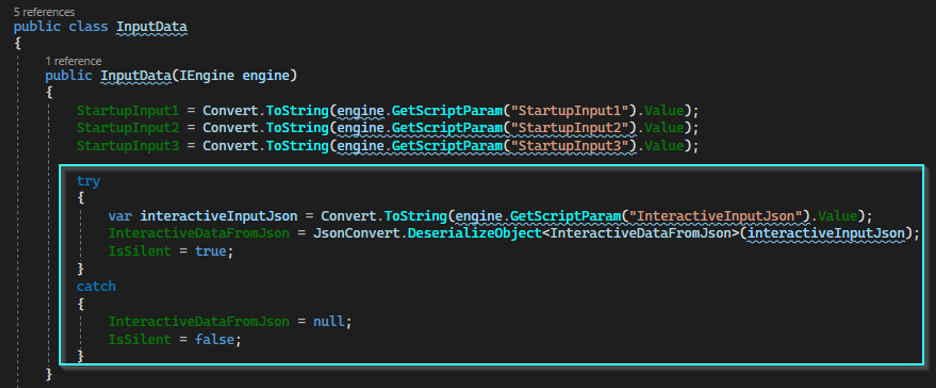 5 references
public class InputData
{
1 reference
public InputData(IEngine engine)
{
StartupInput1 = Convert.ToString(engine.GetScriptParam("StartupInput1").Value);
StartupInput2 = Convert.ToString(engine.GetScriptParam("StartupInput2").Value);
StartupInput3 = Convert.ToString(engine.GetScriptParam("StartupInput3").Value);
try
{
var interactiveInputJson = Convert.ToString(engine.GetScriptParam("InteractiveInputJson").Value);
InteractiveDataFromJson = JsonConvert.DeserializeObject<InteractiveDataFromJson>(interactiveInputJson);
IsSilent = true;
}
catch
{
InteractiveDataFromJson = null;
IsSilent = false;
}
}